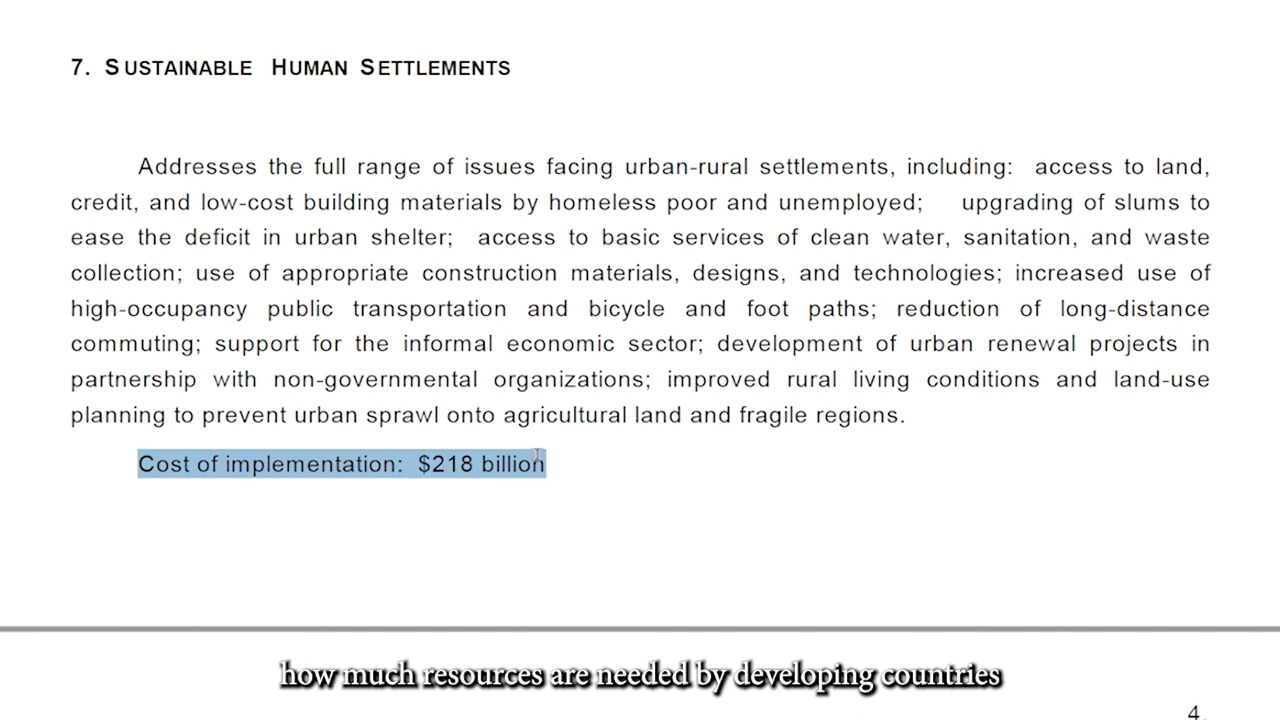 7. SUSTAINABLE HUMAN SETTLEMENTS
Addresses the full range of issues facing urban-rural settlements, including: access to land,
credit, and low-cost building materials by homeless poor and unemployed; upgrading of slums to
ease the deficit in urban shelter; access to basic services of clean water, sanitation, and waste
collection; use of appropriate construction materials, designs, and technologies; increased use of
high-occupancy public transportation and bicycle and foot paths; reduction of long-distance
commuting; support for the informal economic sector; development of urban renewal projects in
partnership with non-governmental organizations; improved rural living conditions and land-use
planning to prevent urban sprawl onto agricultural land and fragile regions.
Cost of implementation: $218 billion
how much resources are needed by developing countries
4.